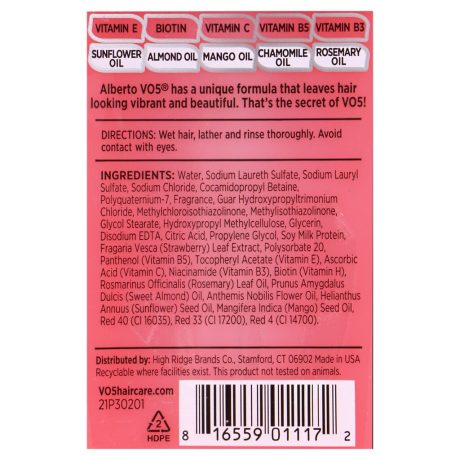 VITAMIN E BIOTIN VITAMIN C VITAMIN B5 VITAMIN B3
SUNFLOWER OIL ALMOND OIL MANGO OIL CHAMOMILE OIL ROSEMARY OIL
Alberto VO5® has a unique formula that leaves hair
looking vibrant and beautiful. That's the secret of VO5!
DIRECTIONS: Wet hair, lather and rinse thoroughly. Avoid
contact with eyes.
INGREDIENTS: Water, Sodium Laureth Sulfate, Sodium Lauryl
Sulfate, Sodium Chloride, Cocamidopropyl Betaine,
Polyquaternium-7, Fragrance, Guar Hydroxypropyltrimonium
Chloride, Methylchloroisothiazolinone, Methylisothiazolinone,
Glycol Stearate, Hydroxypropyl Methylcellulose, Glycerin,
Disodium EDTA, Citric Acid, Propylene Glycol, Soy Milk Protein,
Fragaria Vesca (Strawberry) Leaf Extract, Polysorbate 20,
Panthenol (Vitamin B5), Tocopheryl Acetate (Vitamin E), Ascorbic
Acid (Vitamin C), Niacinamide (Vitamin B3), Biotin (Vitamin H),
Rosmarinus Officinalis (Rosemary) Leaf Oil, Prunus Amygdalus
Dulcis (Sweet Almond) Oil, Anthemis Nobilis Flower Oil, Helianthus
Annuus (Sunflower) Seed Oil, Mangifera Indica (Mango) Seed Oil,
Red 40 (CI 16035), Red 33 (CI 17200), Red 4 (CI 14700).
Distributed by: High Ridge Brands Co., Stamford, CT 06902 Made in USA
Recyclable where facilities exist. This product not tested on animals.
VO5haircare.com
21P30201
2
HDPE
8 16559 01117 2